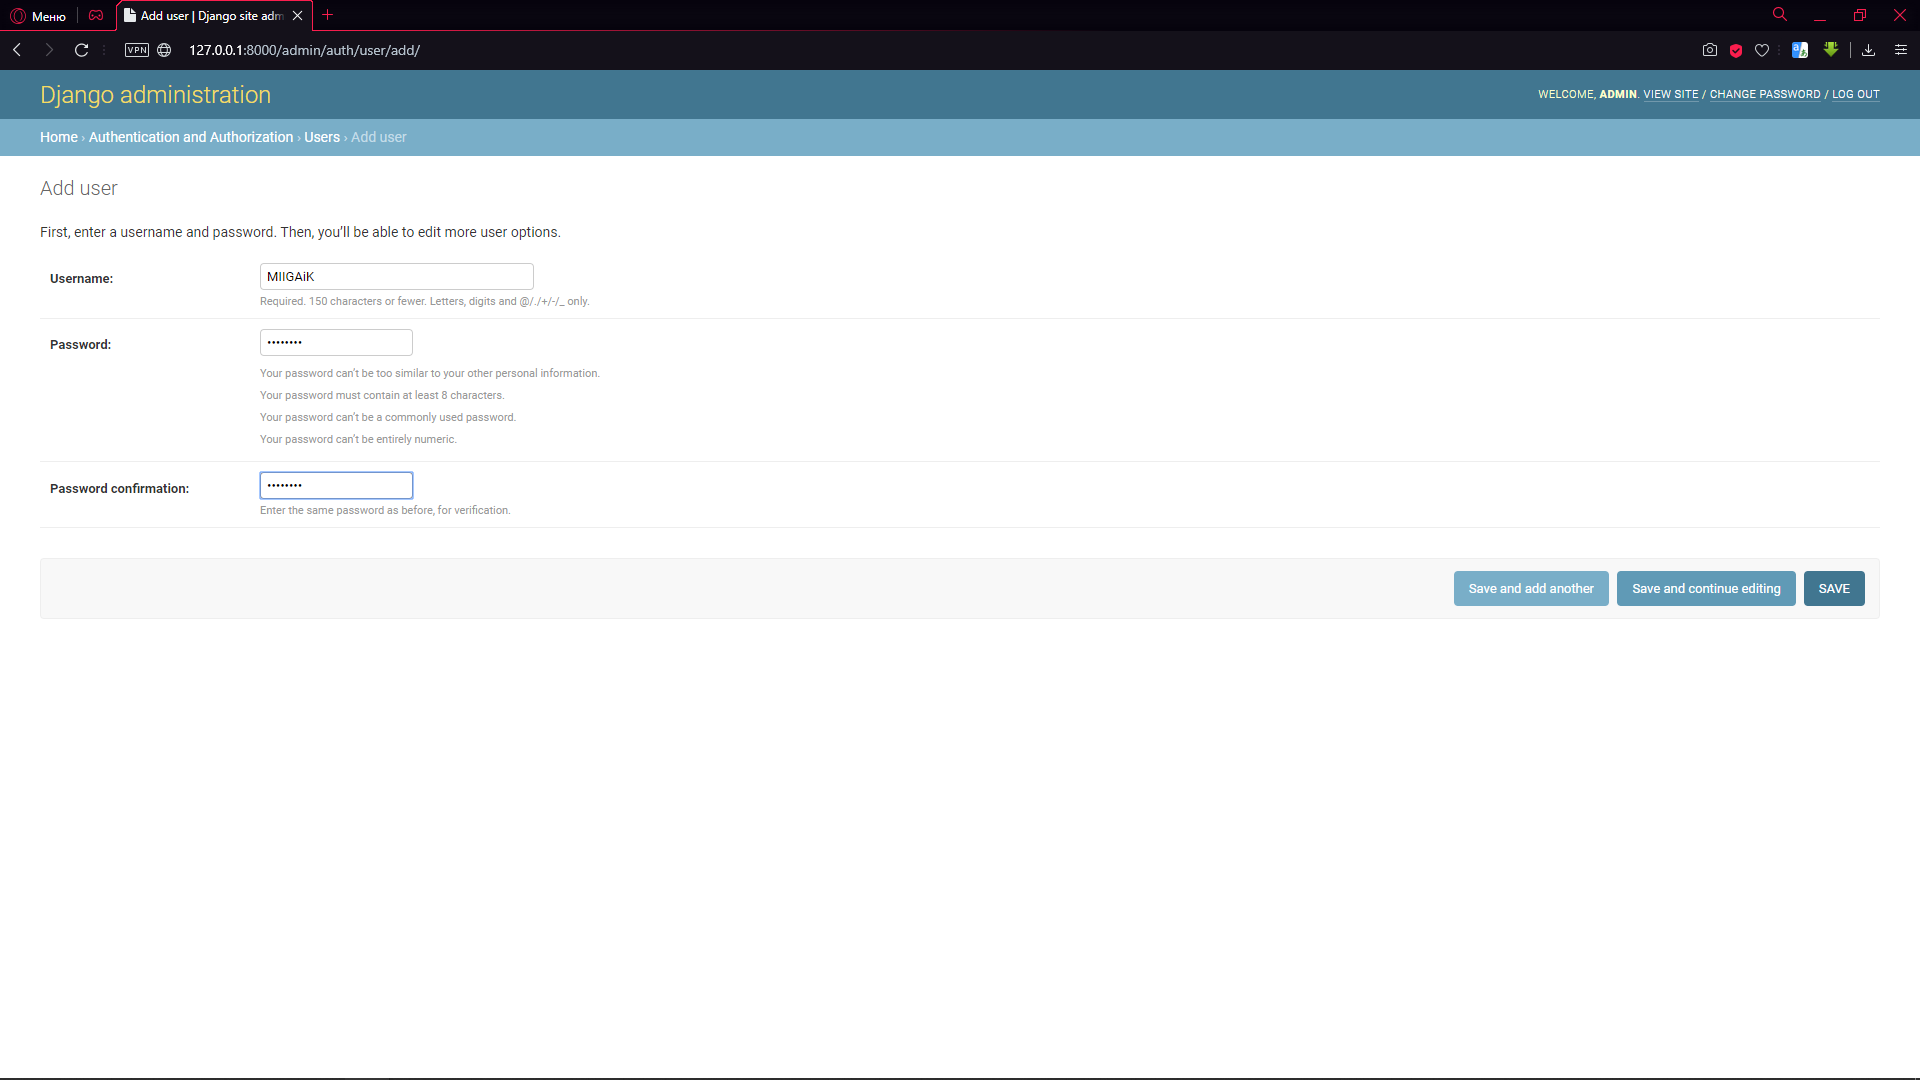 Меню
Add user | Django site adm
VPN
127.0.0.1:8000/admin/auth/user/add/
Django administration
WELCOME, ADMIN. VIEW SITE / CHANGE PASSWORD / LOG OUT
Home › Authentication and Authorization › Users › Add user
Add user
First, enter a username and password. Then, you’ll be able to edit more user options.
Username:
MIIGAiK
Required. 150 characters or fewer. Letters, digits and @/./+/-/_ only.
Password:
••••••••
Your password can’t be too similar to your other personal information.
Your password must contain at least 8 characters.
Your password can’t be a commonly used password.
Your password can’t be entirely numeric.
Password confirmation:
••••••••
Enter the same password as before, for verification.
Save and add another
Save and continue editing
SAVE